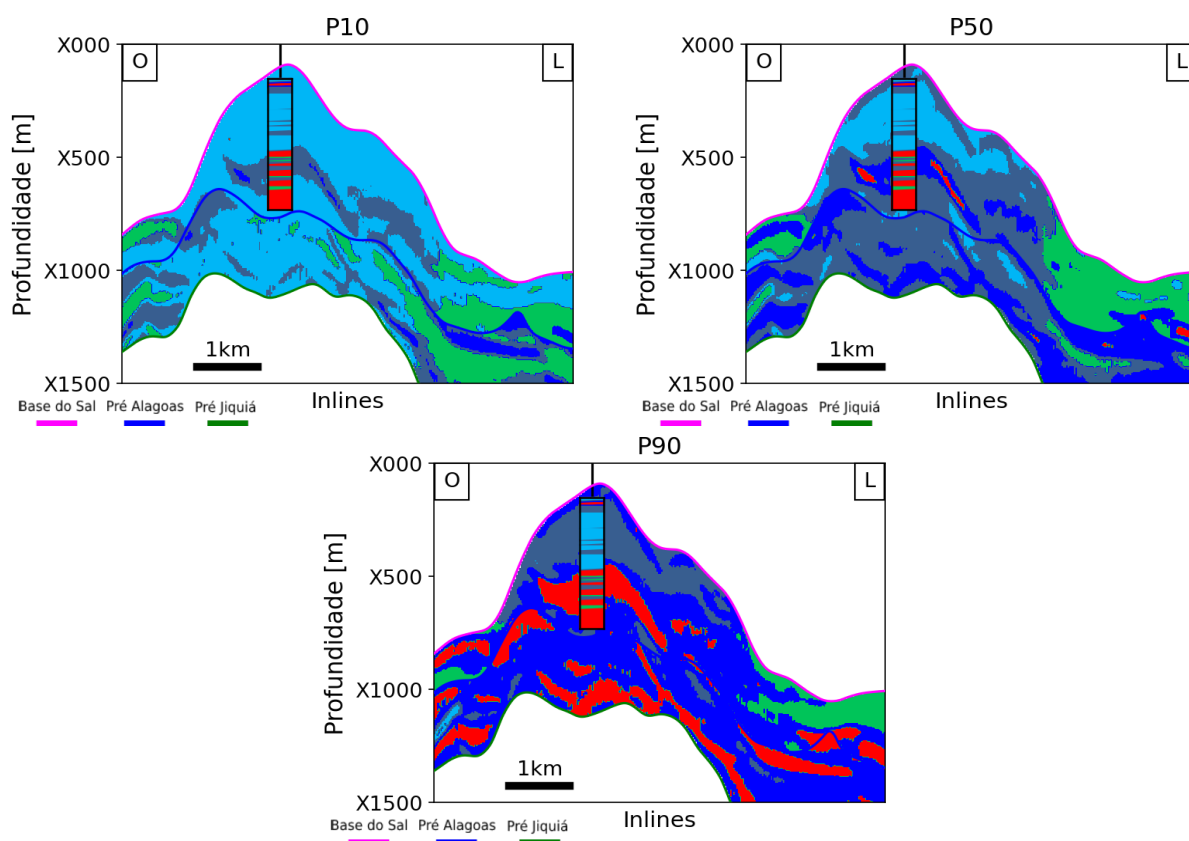 P10
X000
O
L
X500
X1000
X1500
Profundidade [m]
1km
Inlines
Base do Sal Pré Alagoas Pré Jiquiá
P50
X000
O
L
X500
X1000
X1500
Profundidade [m]
1km
Inlines
Base do Sal Pré Alagoas Pré Jiquiá
P90
X000
O
L
X500
X1000
X1500
Profundidade [m]
1km
Inlines
Base do Sal Pré Alagoas Pré Jiquiá